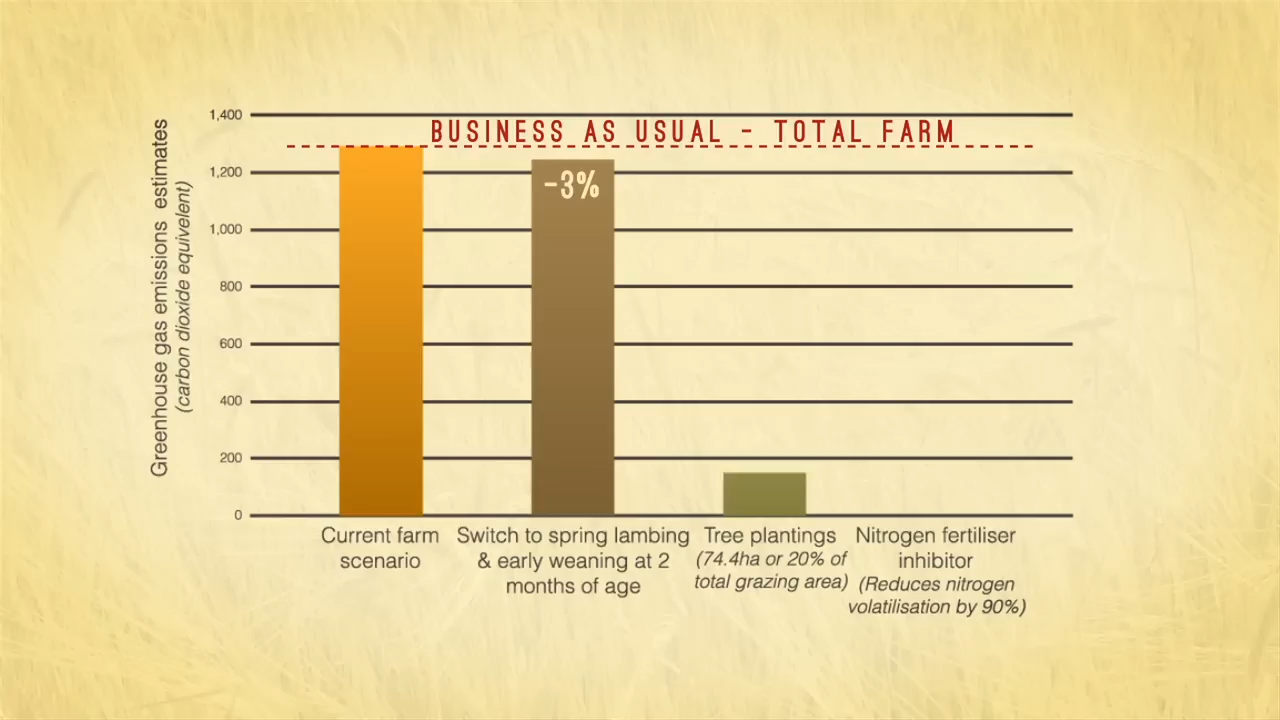 Greenhouse gas emissions estimates
(carbon dioxide equivelent)
1,400
1,200
1,000
800
600
400
200
0
BUSINESS AS USUAL - TOTAL FARM
-3%
Current farm
scenario
Switch to spring lambing
& early weaning at 2
months of age
Tree plantings
(74.4ha or 20% of
total grazing area)
Nitrogen fertiliser
inhibitor
(Reduces nitrogen
volatilisation by 90%)